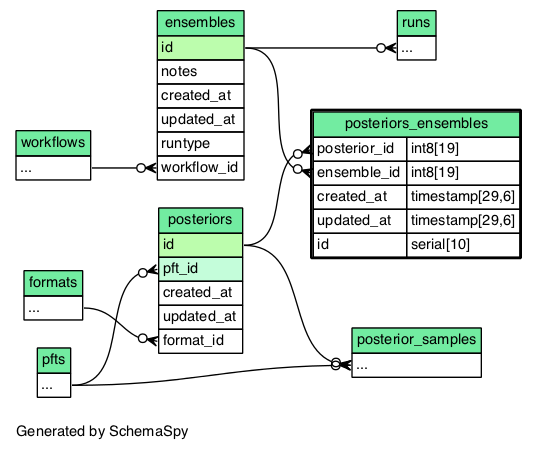 ensembles
id
notes
created_at
updated_at
runtype
workflow_id
runs
...
posteriors_ensembles
posterior_id int8[19]
ensemble_id int8[19]
created_at timestamp[29,6]
updated_at timestamp[29,6]
id serial[10]
workflows
...
posteriors
id
pft_id
created_at
updated_at
format_id
formats
...
pfts
...
posterior_samples
...
Generated by SchemaSpy